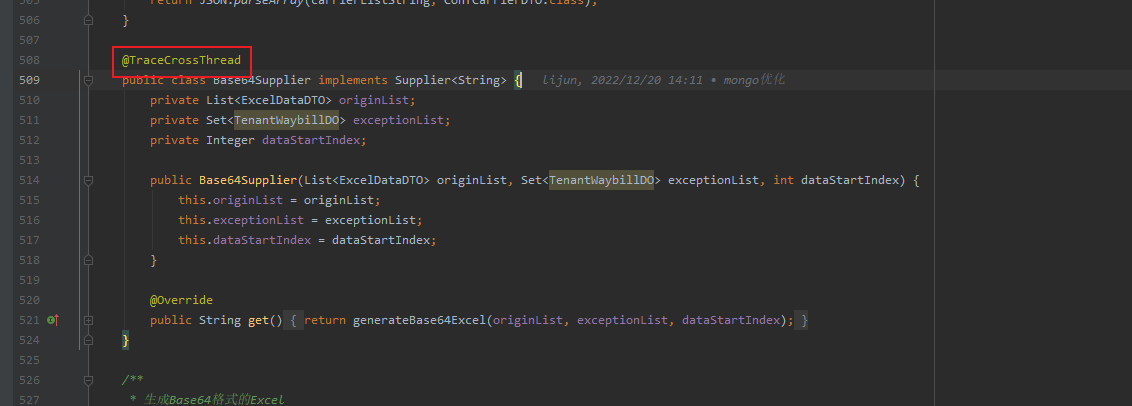 505 return JSON.parseArray(carrierListString, ConfCarrierDTO.class);
506 }
507
508 @TraceCrossThread
509 public class Base64Supplier implements Supplier<String> { lijun, 2022/12/20 14:11 • mongo优化
510 private List<ExcelDataDTO> originList;
511 private Set<TenantWaybillDO> exceptionList;
512 private Integer dataStartIndex;
513
514 public Base64Supplier(List<ExcelDataDTO> originList, Set<TenantWaybillDO> exceptionList, int dataStartIndex) {
515 this.originList = originList;
516 this.exceptionList = exceptionList;
517 this.dataStartIndex = dataStartIndex;
518 }
519
520 @Override
521 public String get() { return generateBase64Excel(originList, exceptionList, dataStartIndex); }
524 }
525
526 /**
527 * 生成Base64格式的Excel